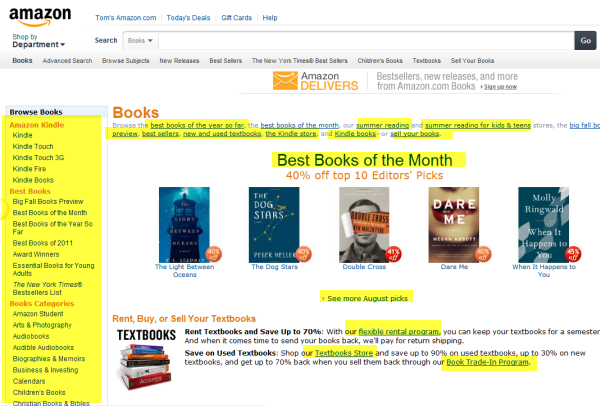 amazon
Tom's Amazon.com | Today's Deals | Gift Cards | Help
Shop by
Department
Search Books Go
Books Advanced Search Browse Subjects New Releases Best Sellers The New York Times® Best Sellers Children's Books Textbooks Sell Your Books
Amazon
DELIVERS
Bestsellers, new releases, and more
from Amazon.com Books › Sign up now
Browse Books
Amazon Kindle
Kindle
Kindle Touch
Kindle Touch 3G
Kindle Fire
Kindle Books
Best Books
Big Fall Books Preview
Best Books of the Month
Best Books of the Year So
Far
Best Books of 2011
Award Winners
Essential Books for Young
Adults
The New York Times®
Bestsellers List
Books Categories
Amazon Student
Arts & Photography
Audiobooks
Audible Audiobooks
Biographies & Memoirs
Business & Investing
Calendars
Children's Books
Christian Books & Bibles
Books
Browse the best books of the year so far, the best books of the month, our summer reading and summer reading for kids & teens stores, the big fall books
preview, best sellers, new and used textbooks, the Kindle store, and Kindle books--or sell your books.
Best Books of the Month
40% off top 10 Editors' Picks
THE
LIGHT
BETWEEN
OCEANS
M. L. STEDMAN
40% off
THE
DOG
STARS
PETER HELLER
40% off
DOUBLE CROSS
BEN MACINTYRE
41% off
DARE
ME
MEGAN ABBOTT
40% off
Molly
Ringwald
When It
Happens to
You
45% off
The Light Between
Oceans
The Dog Stars
Double Cross
Dare Me
When It Happens to
You
› See more August picks
Rent, Buy, or Sell Your Textbooks
TEXTBOOKS
Rent Textbooks and Save Up to 70%: With our flexible rental program, you can keep your textbooks for a semester.
And when it comes time to send your books back, we'll pay for return shipping.
Save on Used Textbooks: Shop our Textbooks Store and save up to 90% on used textbooks, up to 30% on new
textbooks, and get up to 70% back when you sell them back through our Book Trade-In Program.